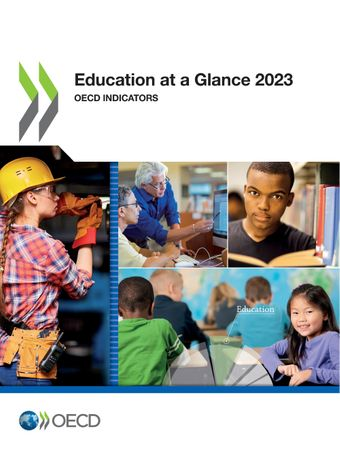 Education at a Glance 2023
OECD INDICATORS
Education
OECD